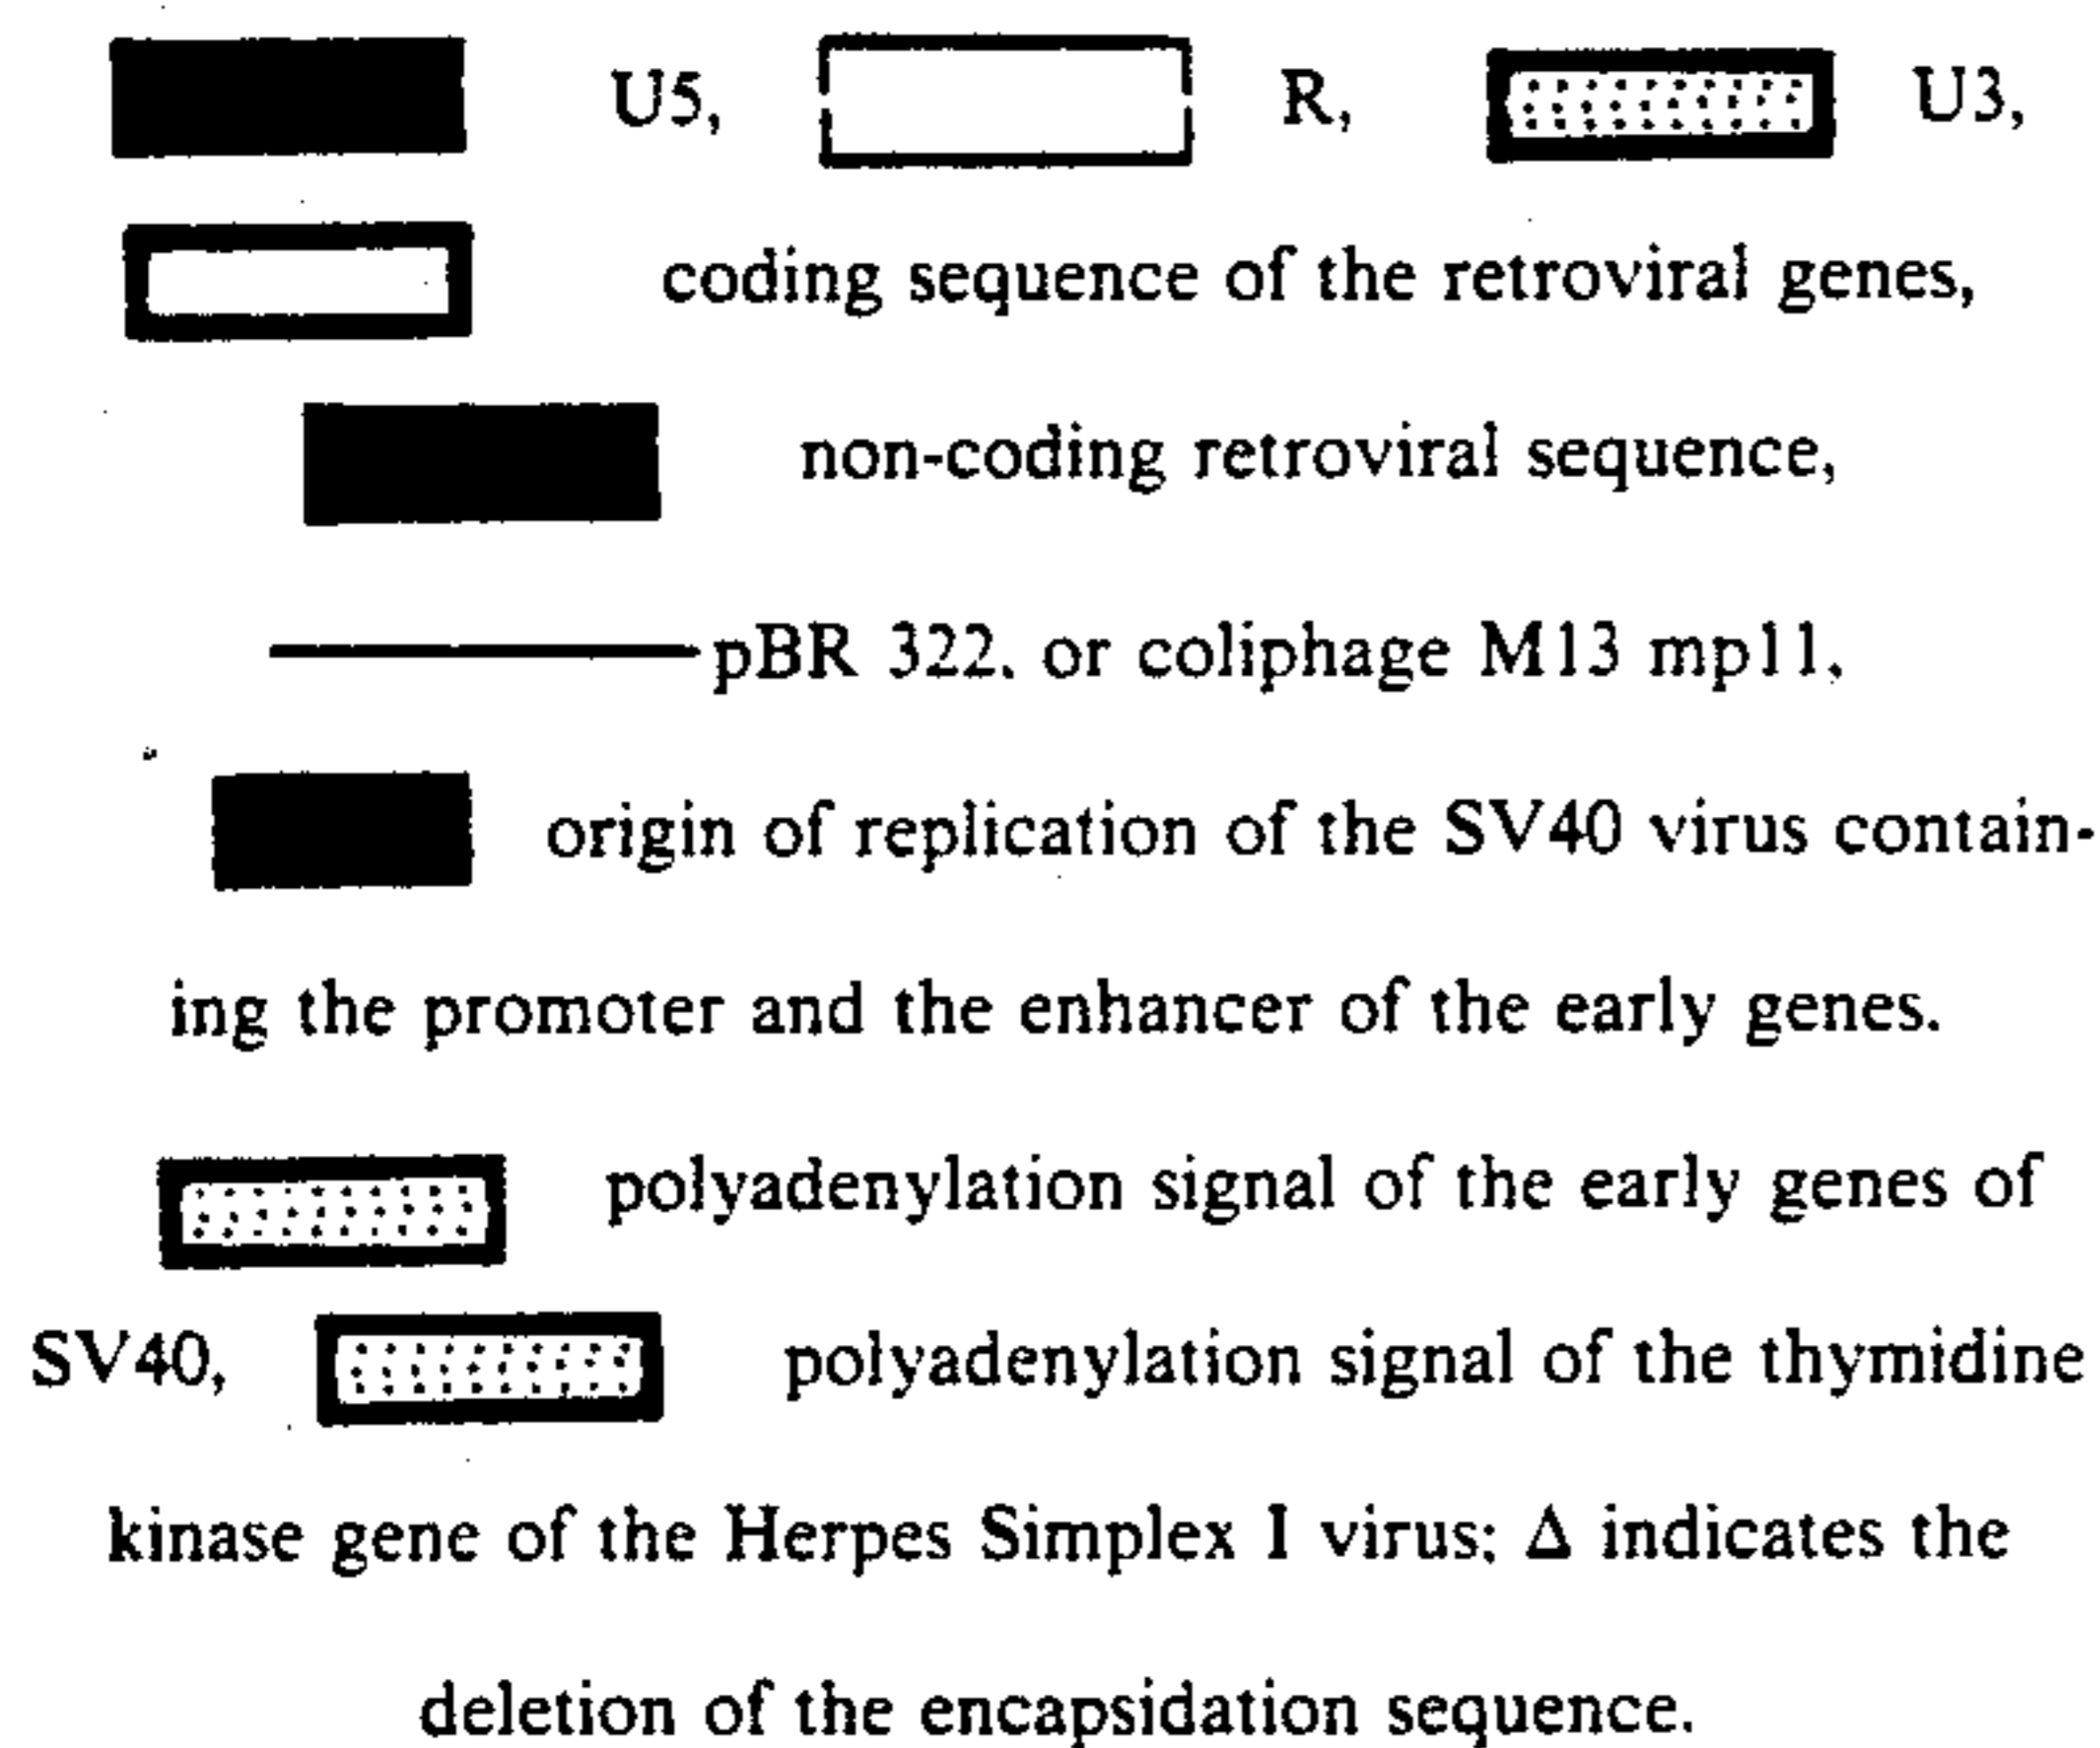 U5, R, U3,
coding sequence of the retroviral genes,
non-coding retroviral sequence,
pBR 322. or coliphage M13 mp11.
origin of replication of the SV40 virus contain-
ing the promoter and the enhancer of the early genes.
polyadenylation signal of the early genes of
SV40, polyadenylation signal of the thymidine
kinase gene of the Herpes Simplex I virus; Δ indicates the
deletion of the encapsidation sequence.